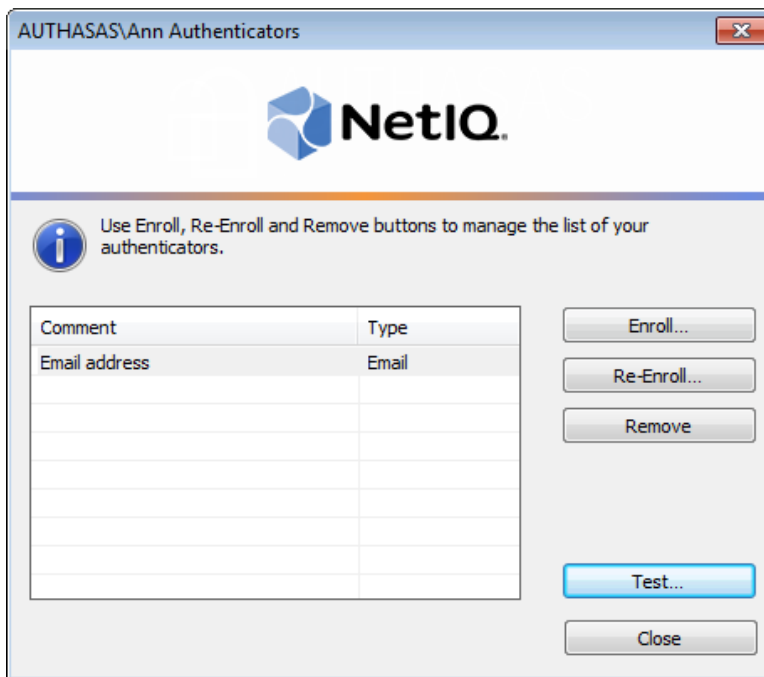 AUTHASAS\Ann Authenticators
NetIQ.
Use Enroll, Re-Enroll and Remove buttons to manage the list of your
authenticators.
Comment Type
Email address Email
Enroll...
Re-Enroll...
Remove
Test...
Close